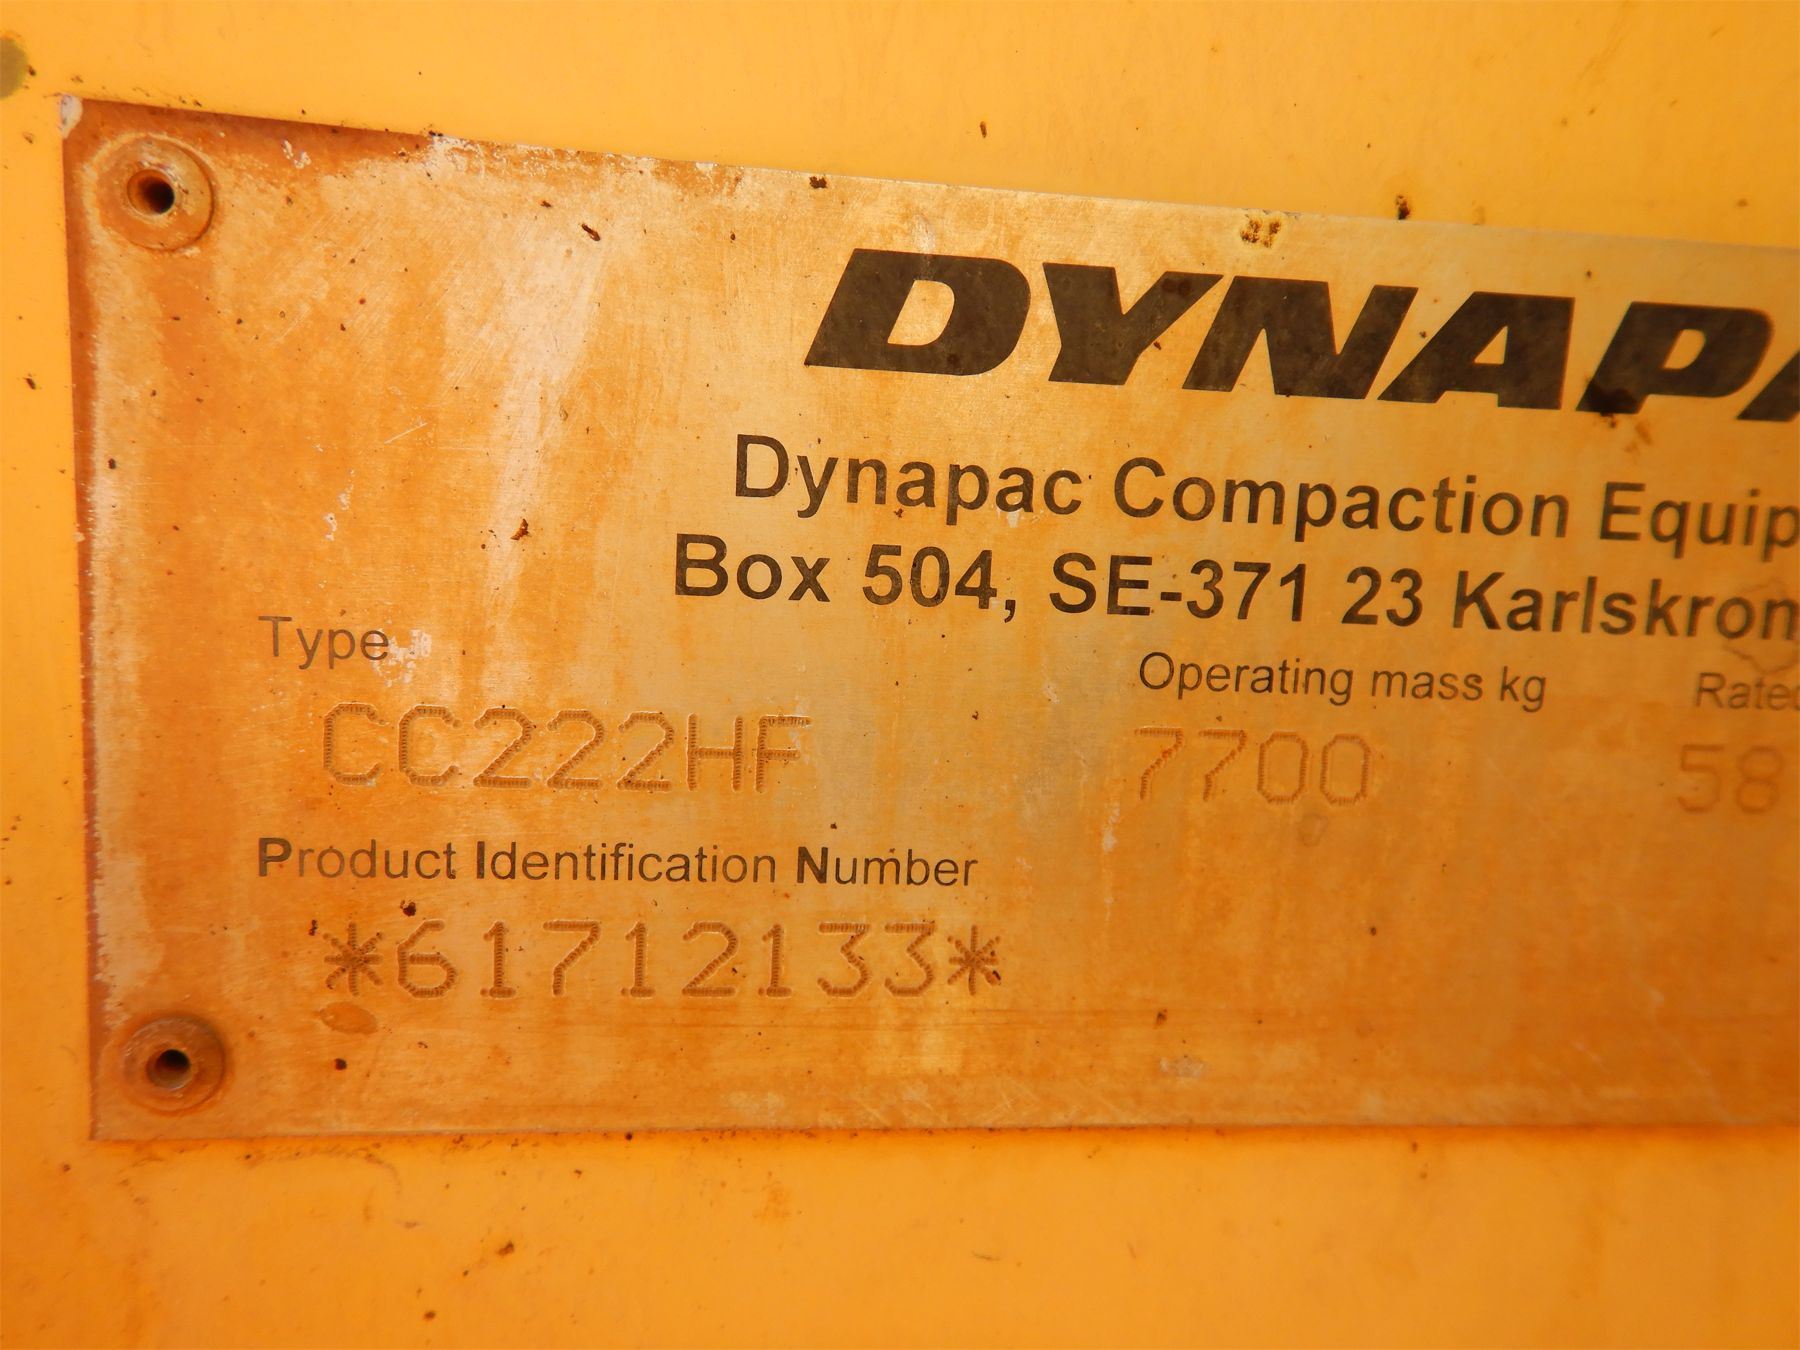 DYNAPA
Dynapac Compaction Equip
Box 504, SE-371 23 Karlskron
Type
Operating mass kg
Rated
CC222HF
7700
58
Product Identification Number
*61712133*